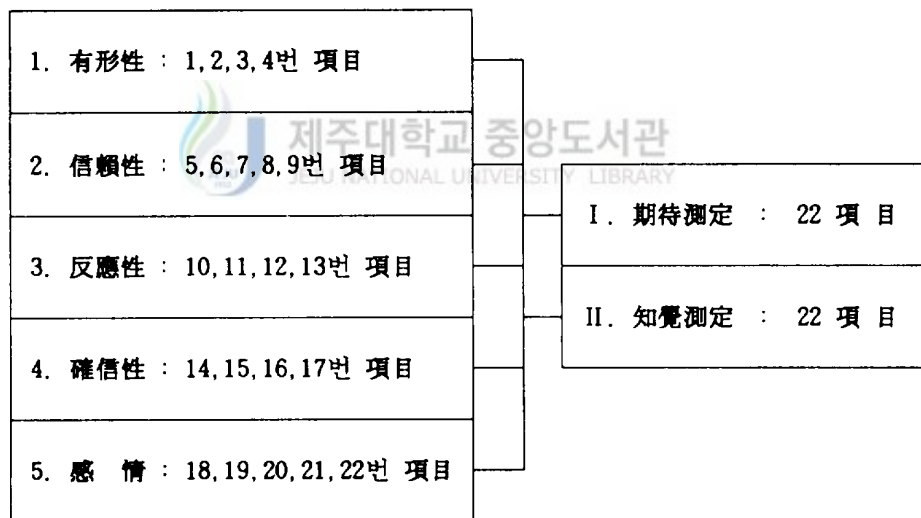 1. 有形性 : 1,2,3,4번 項目
제주대학교 중앙도서관
JEJU NATIONAL UNIVERSITY LIBRARY
2. 信賴性 : 5,6,7,8,9번 項目
3. 反應性 : 10,11,12,13번 項目
4. 確信性 : 14,15,16,17번 項目
5. 感 情 : 18,19,20,21,22번 項目
I. 期待測定 : 22 項 目
II. 知覺測定 : 22 項 目